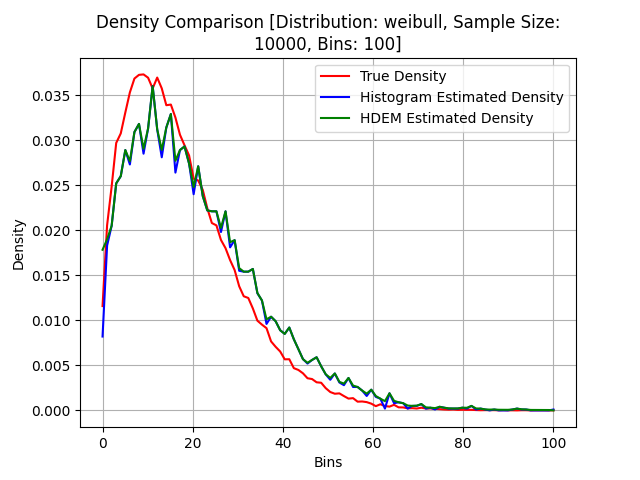 Density Comparison [Distribution: weibull, Sample Size:
10000, Bins: 100]
True Density
Histogram Estimated Density
HDEM Estimated Density
Density
0.035
0.030
0.025
0.020
0.015
0.010
0.005
0.000
0 20 40 60 80 100
Bins